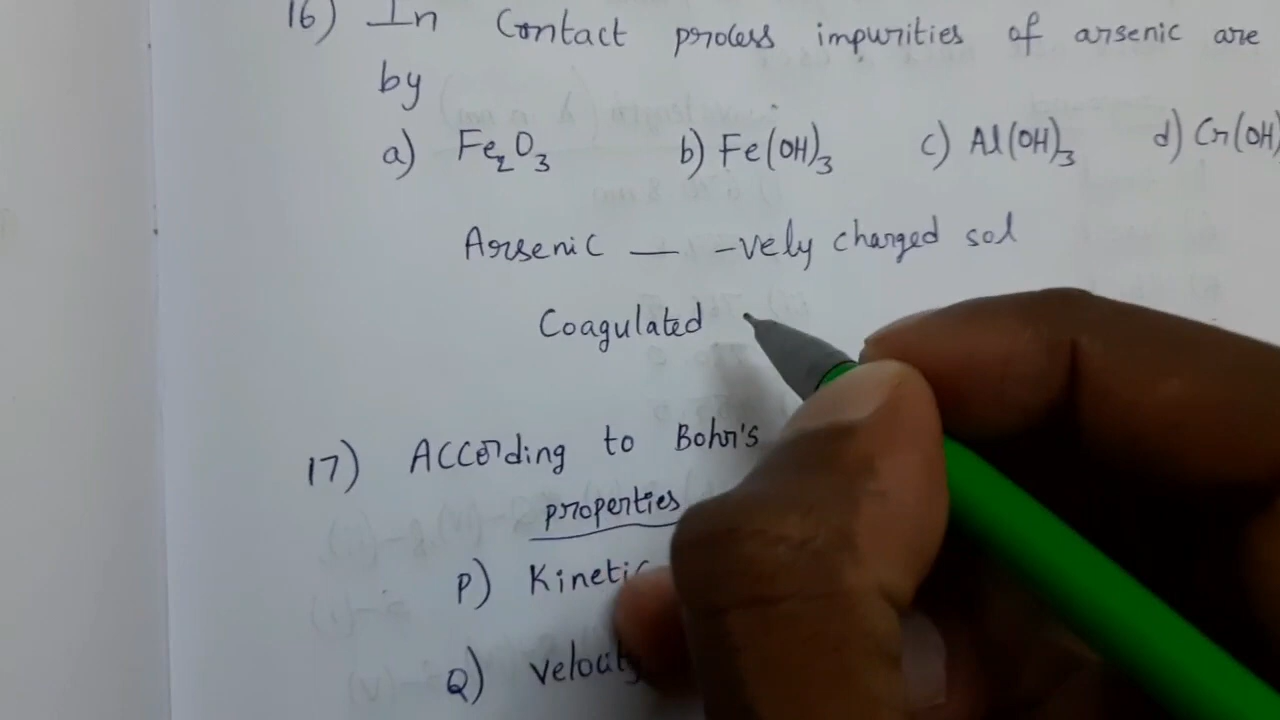 16) In Contact process impurities of arsenic are
by
a) Fe₂O₃ b) Fe(OH)₃ c) Al(OH)₃ d) Cr(OH)
Arsenic — -vely charged sol
Coagulated
17) According to Bohr's
properties
P) Kinetic
Q) velocity